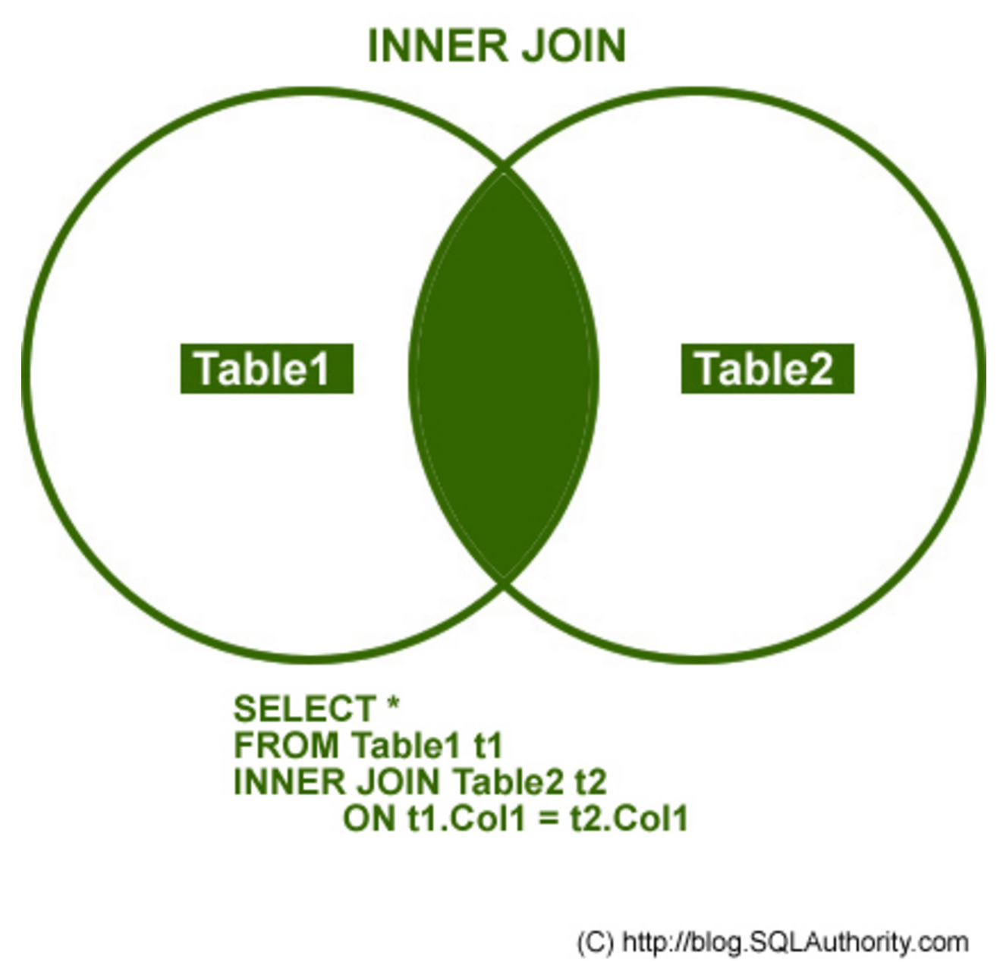 INNER JOIN
Table1
Table2
SELECT *
FROM Table1 t1
INNER JOIN Table2 t2
ON t1.Col1 = t2.Col1
(C) http://blog.SQLAuthority.com